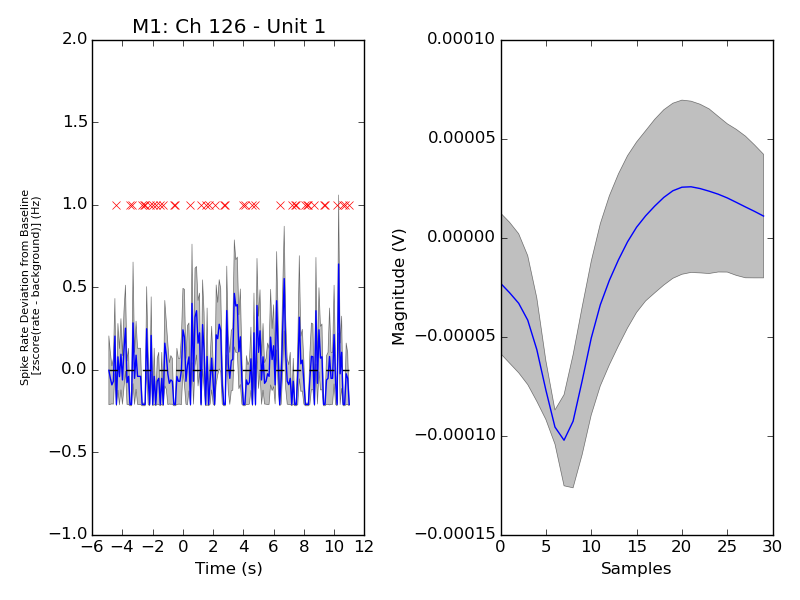 M1: Ch 126 - Unit 1
Spike Rate Deviation from Baseline
[zscore(rate - background)] (Hz)
2.0
1.5
1.0
0.5
0.0
−0.5
−1.0
−6 −4 −2 0 2 4 6 8 10 12
Time (s)
Magnitude (V)
0.00010
0.00005
0.00000
−0.00005
−0.00010
−0.00015
0 5 10 15 20 25 30
Samples